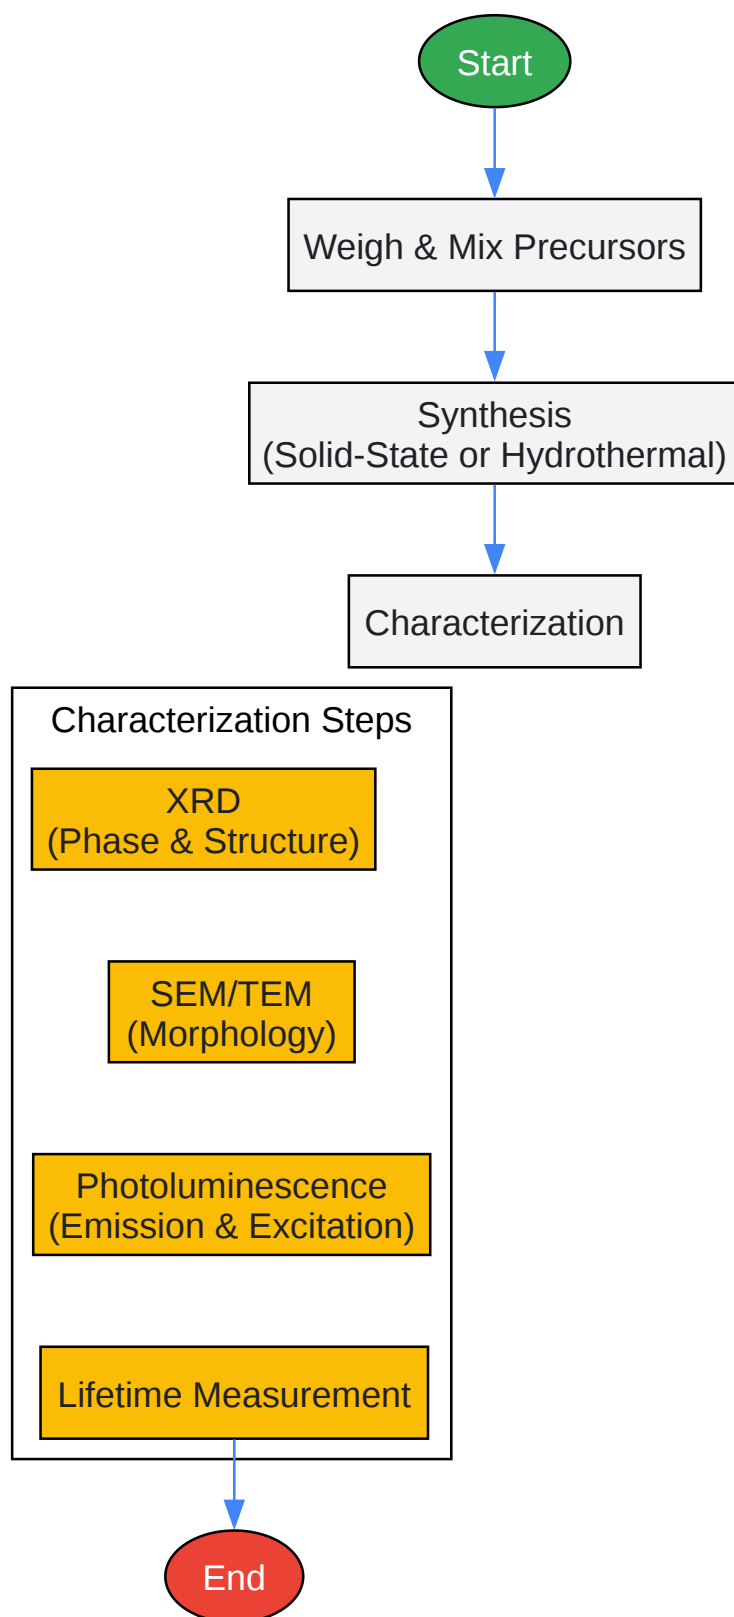 Start
Weigh & Mix Precursors
Synthesis
(Solid-State or Hydrothermal)
Characterization
Characterization Steps
XRD
(Phase & Structure)
SEM/TEM
(Morphology)
Photoluminescence
(Emission & Excitation)
Lifetime Measurement
End